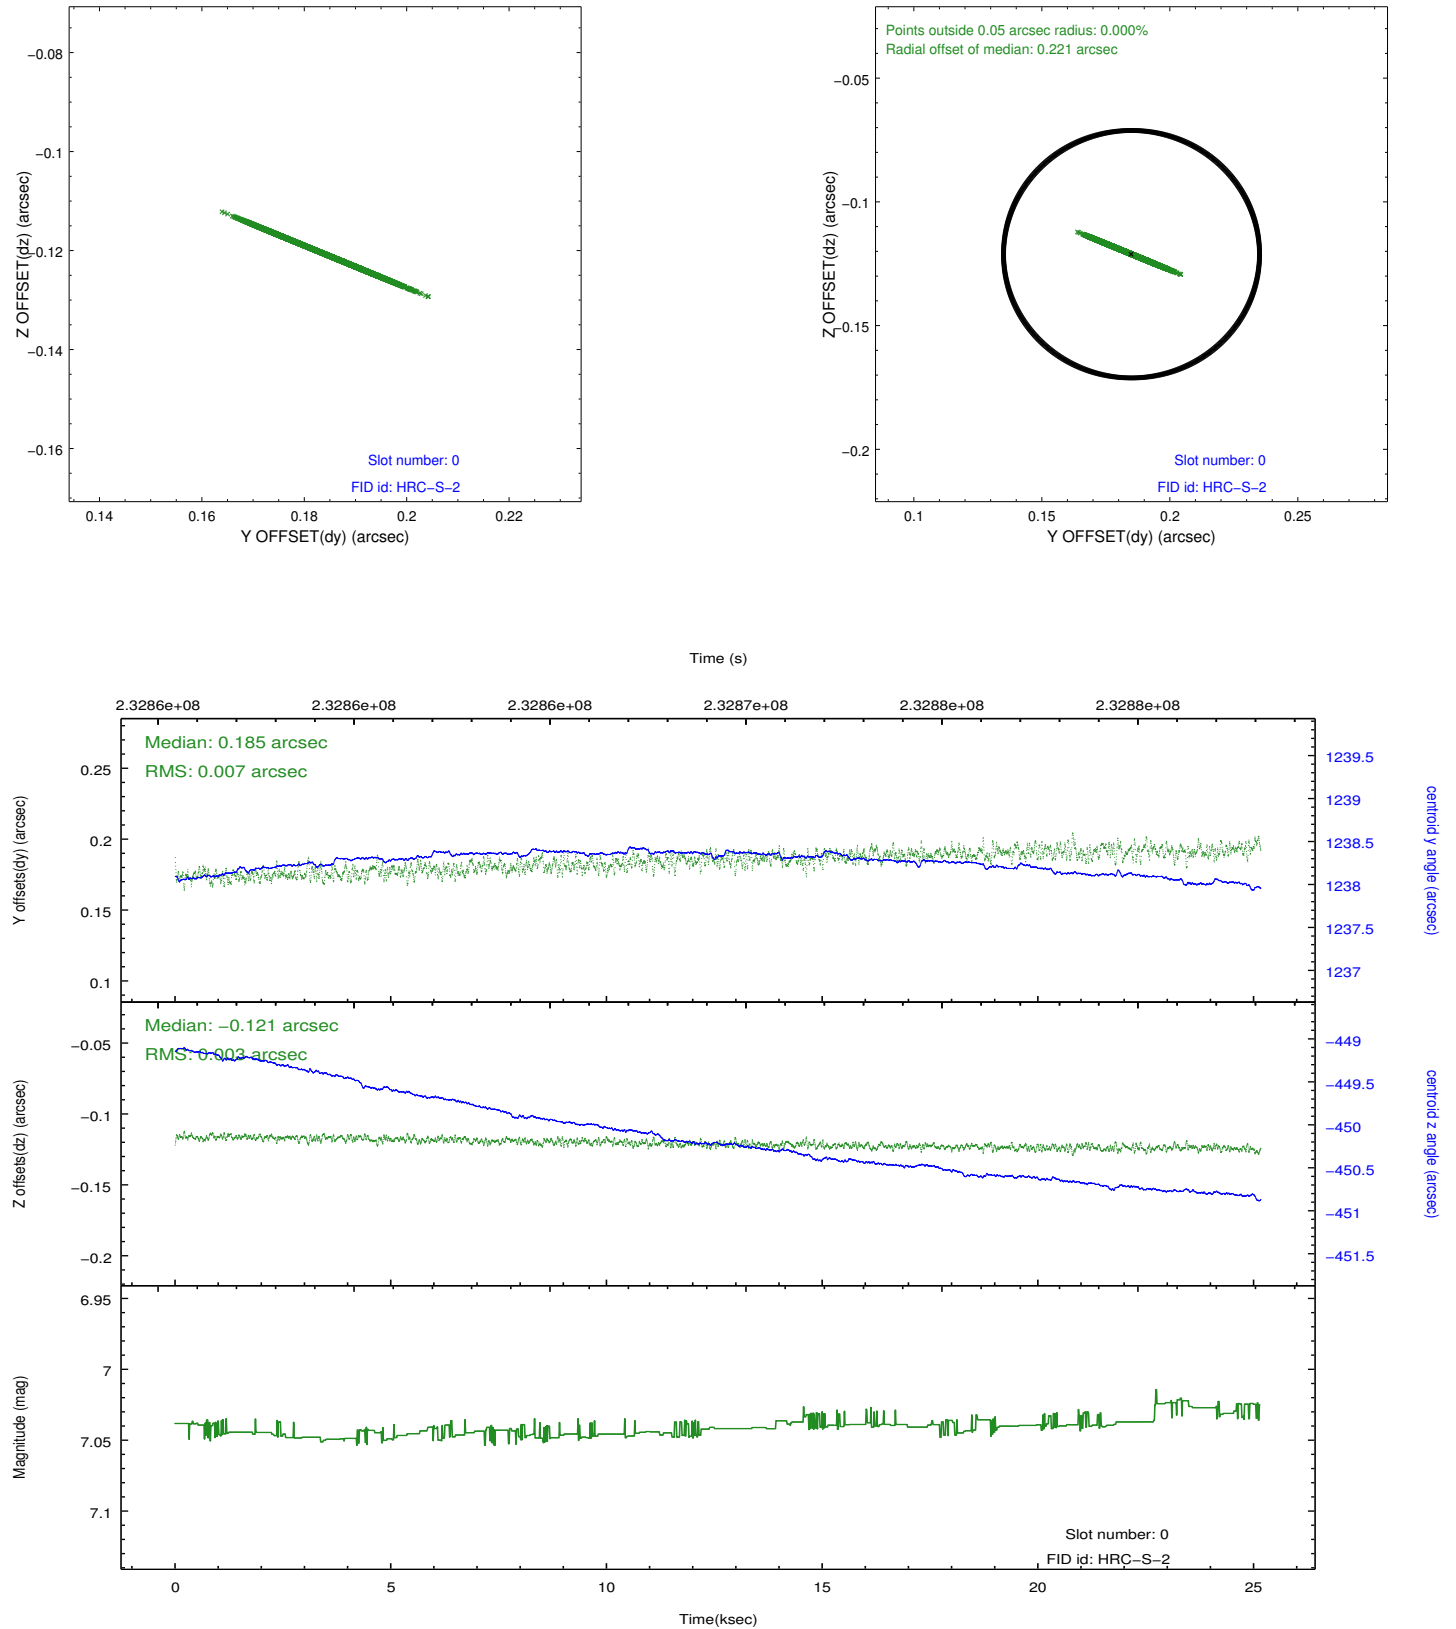 −0.08
−0.1
−0.12
−0.14
−0.16
Z OFFSET(dz) (arcsec)
Slot number: 0
FID id: HRC−S−2
0.14 0.16 0.18 0.2 0.22
Y OFFSET(dy) (arcsec)
Points outside 0.05 arcsec radius: 0.000%
Radial offset of median: 0.221 arcsec
−0.05
−0.1
−0.15
−0.2
Z OFFSET(dz) (arcsec)
Slot number: 0
FID id: HRC−S−2
0.1 0.15 0.2 0.25
Y OFFSET(dy) (arcsec)
Time (s)
2.3286e+08 2.3286e+08 2.3286e+08 2.3287e+08 2.3288e+08 2.3288e+08
Median: 0.185 arcsec
RMS: 0.007 arcsec
0.25
0.2
0.15
0.1
Y offsets(dy) (arcsec)
1239.5
1239
1238.5
1238
1237.5
1237
centroid y angle (arcsec)
Median: −0.121 arcsec
RMS: 0.003 arcsec
−0.05
−0.1
−0.15
−0.2
Z offsets(dz) (arcsec)
−449
−449.5
−450
−450.5
−451
−451.5
centroid z angle (arcsec)
6.95
7
7.05
7.1
Magnitude (mag)
Slot number: 0
FID id: HRC−S−2
0 5 10 15 20 25
Time(ksec)